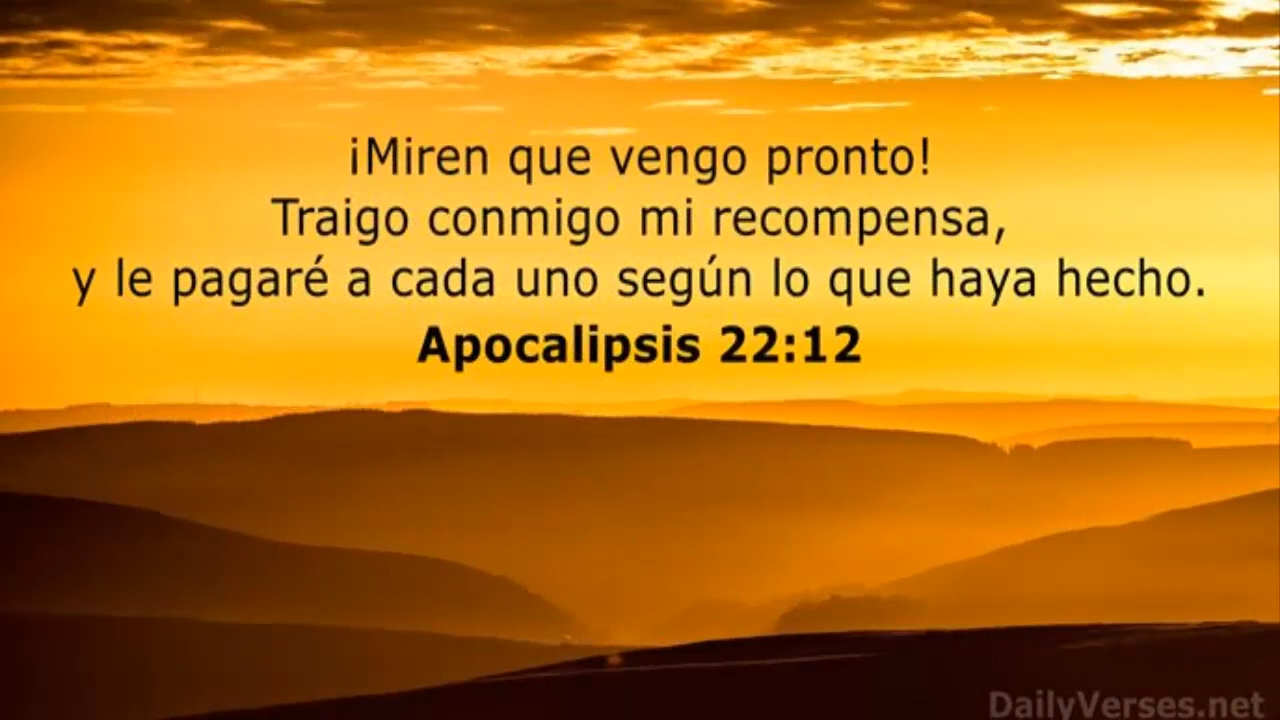 ¡Miren que vengo pronto!
Traigo conmigo mi recompensa,
y le pagaré a cada uno según lo que haya hecho.
Apocalipsis 22:12
DailyVerses.net